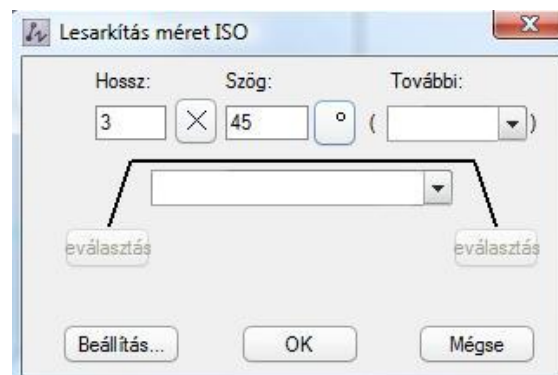 Lesarkítás méret ISO
Hossz: Szög: További:
3 × 45 ° ( )
eválasztás eválasztás
Beállítás... OK Mégse